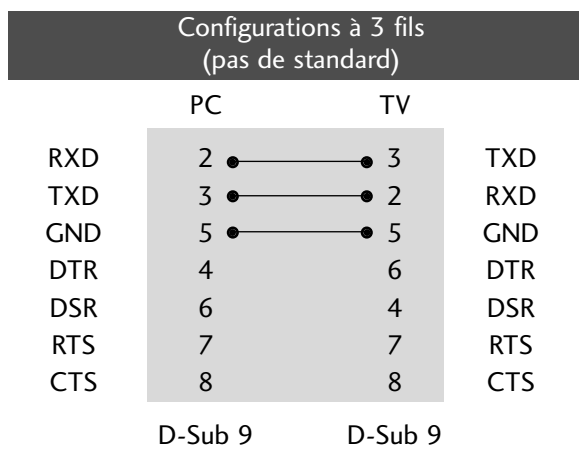 Configurations à 3 fils
(pas de standard)
PC TV
RXD 2 3 TXD
TXD 3 2 RXD
GND 5 5 GND
DTR 4 6 DTR
DSR 6 4 DSR
RTS 7 7 RTS
CTS 8 8 CTS
D-Sub 9 D-Sub 9